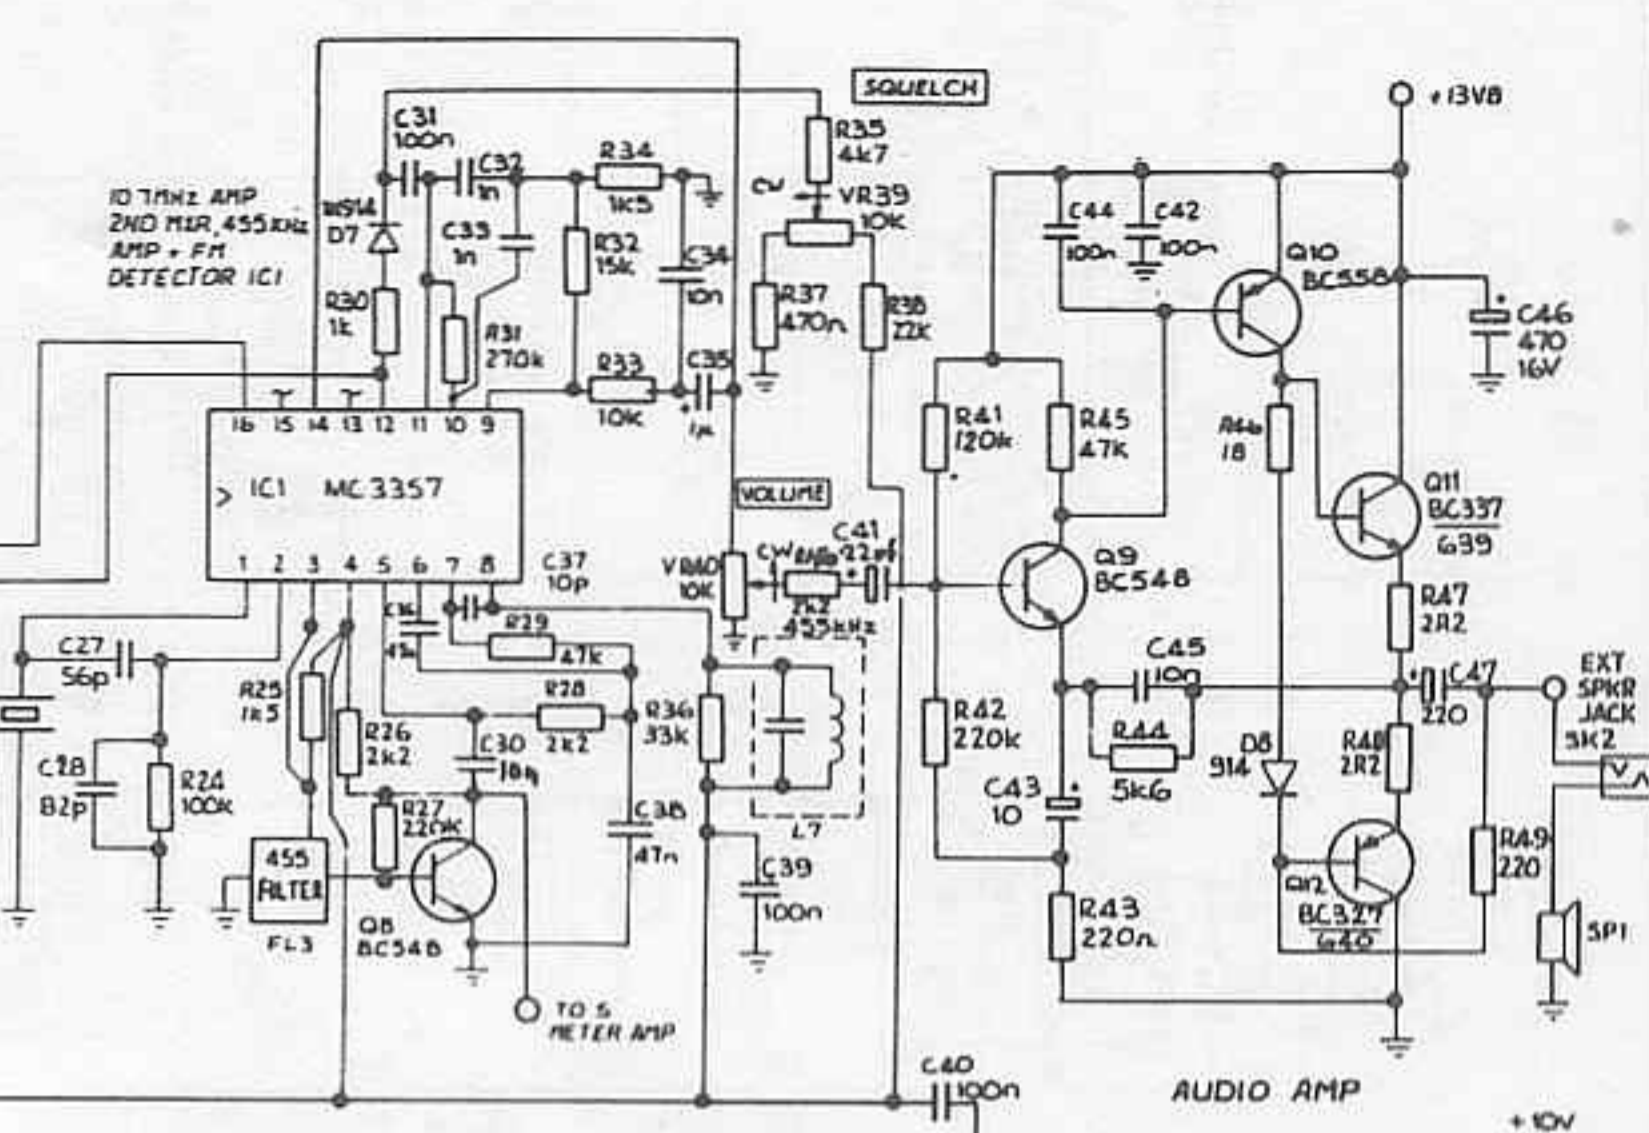 SQUELCH
+13V8
C31
100n
C32
1n
R34
1k5
R35
4k7
VR39
10k
10 7MHz AMP
2ND MIR, 455kHz
AMP + FM
DETECTOR IC1
D7
C33
1n
R32
15k
C34
10n
C44
100n
C42
100n
Q10
BC558
R30
1k
R31
270k
R37
470n
R38
22k
C46
470
16V
R33
10k
C35
1µ
R41
120k
R45
47k
R46
18
16 15 14 13 12 11 10 9
IC1 MC3357
1 2 3 4 5 6 7 8
VOLUME
Q11
BC337
639
C37
10p
VR40
10K
CW
C41
2k2
455kHz
Q9
BC548
R47
2R2
C27
56p
R29
47k
R25
1k5
R28
2k2
R36
33k
C45
10n
C47
220
EXT
SPKR
JACK
SK2
R26
2k2
C30
10n
R42
220k
R44
5k6
D8
914
R48
2R2
C28
82p
R24
100k
R27
220K
C38
47n
L7
C43
10
455
FILTER
FL3
Q8
BC548
C39
100n
R43
220n
Q12
BC327
640
R49
220
SP1
TO S
METER AMP
C40
100n
AUDIO AMP
+10V